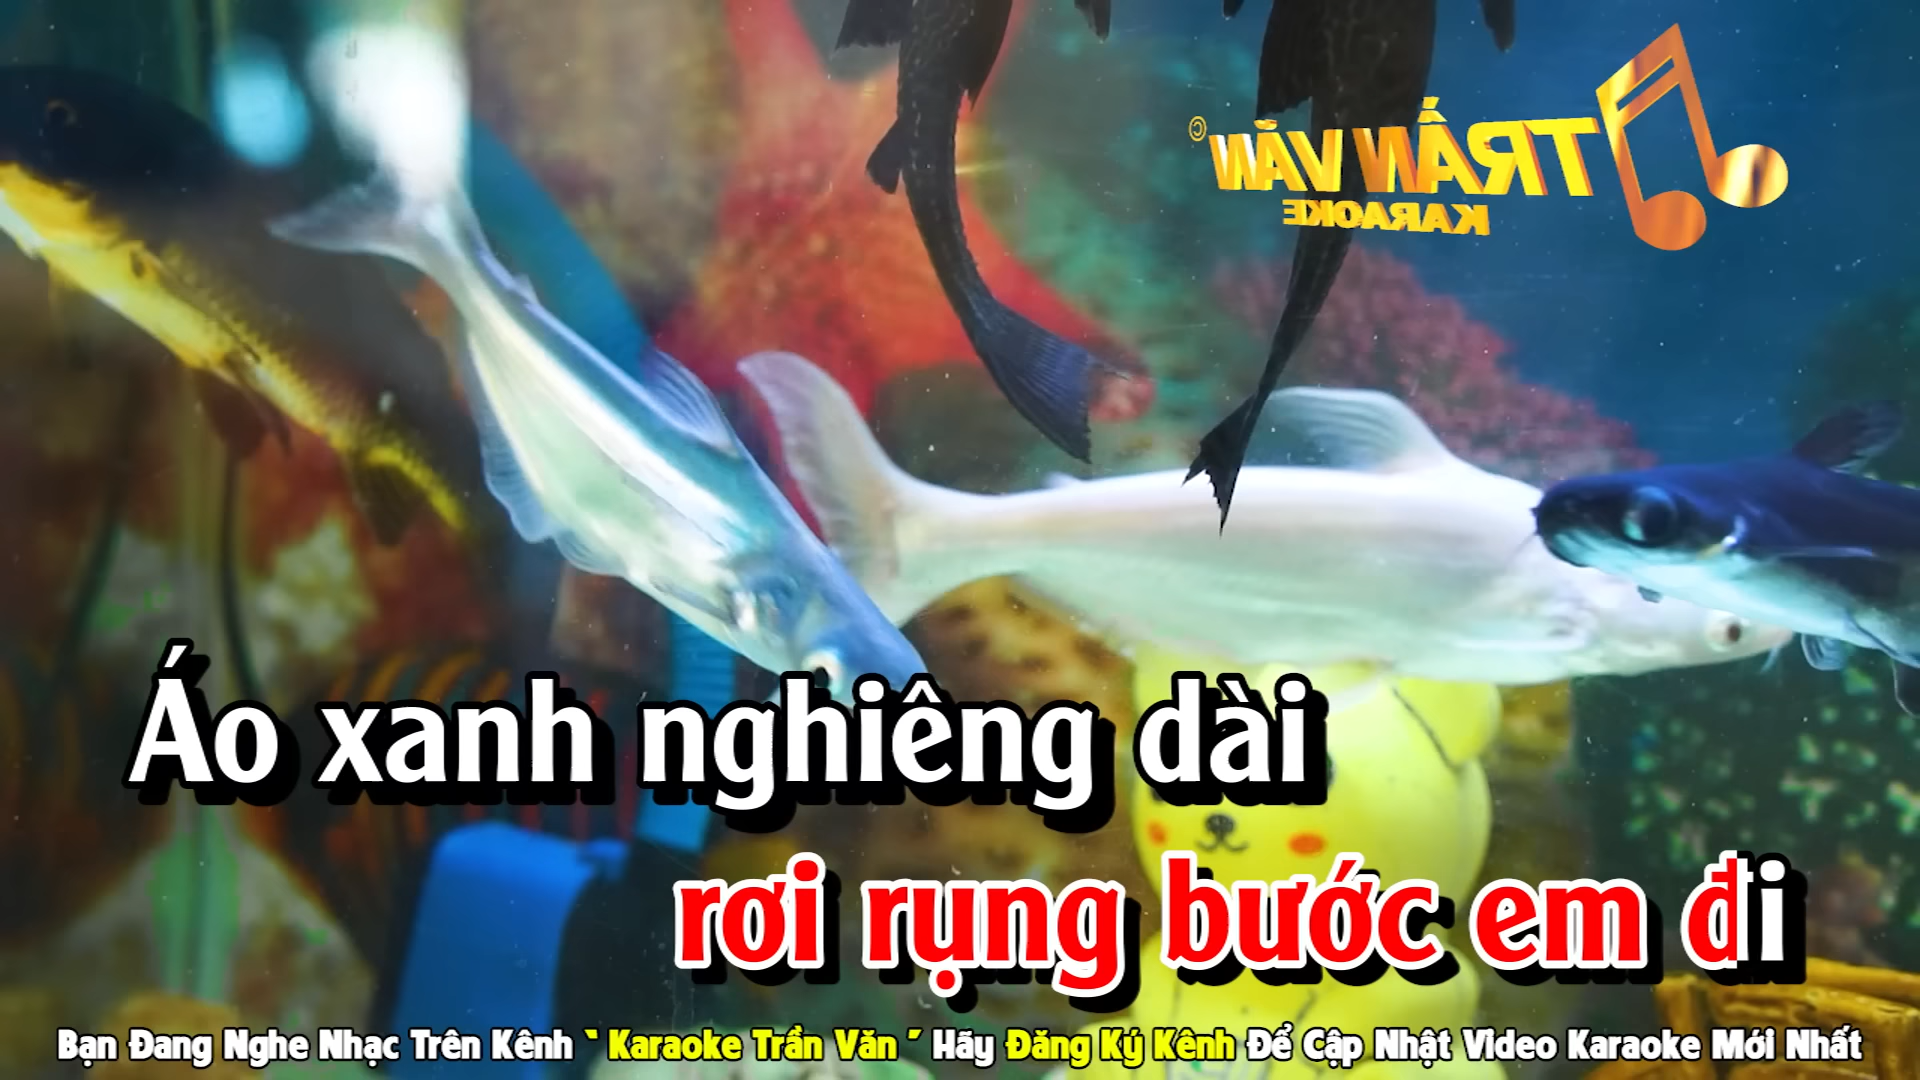 TRẦN VĂN ©
KARAOKE
Áo xanh nghiêng dài
rơi rụng bước em đi
Bạn Đang Nghe Nhạc Trên Kênh ` Karaoke Trần Văn ´ Hãy Đăng Ký Kênh Để Cập Nhật Video Karaoke Mới Nhất